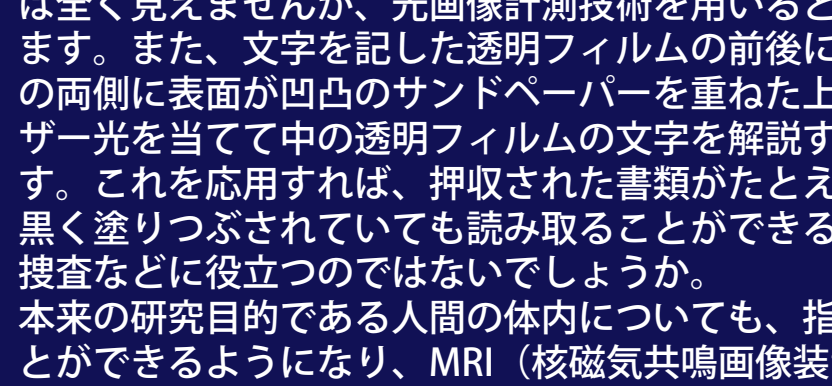 は全く見えませんが、光画像計測技術を用いると
ます。また、文字を記した透明フィルムの前後に
の両側に表面が凹凸のサンドペーパーを重ねた上
ザー光を当てて中の透明フィルムの文字を解説す
す。これを応用すれば、押収された書類がたとえ
黒く塗りつぶされていても読み取ることができる
捜査などに役立つのではないでしょうか。
本来の研究目的である人間の体内についても、指
とができるようになり、MRI（核磁気共鳴画像装